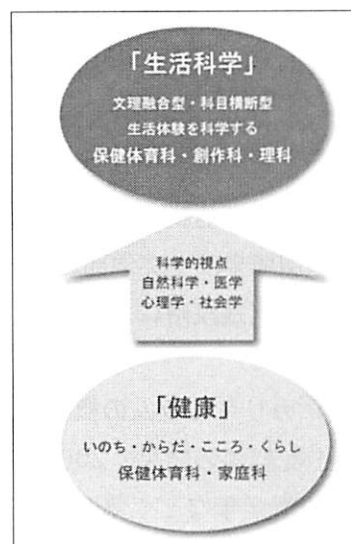 「生活科学」
文理融合型・科目横断型
生活体験を科学する
保健体育科・創作科・理科
科学的視点
自然科学・医学
心理学・社会学
「健康」
いのち・からだ・こころ・くらし
保健体育科・家庭科